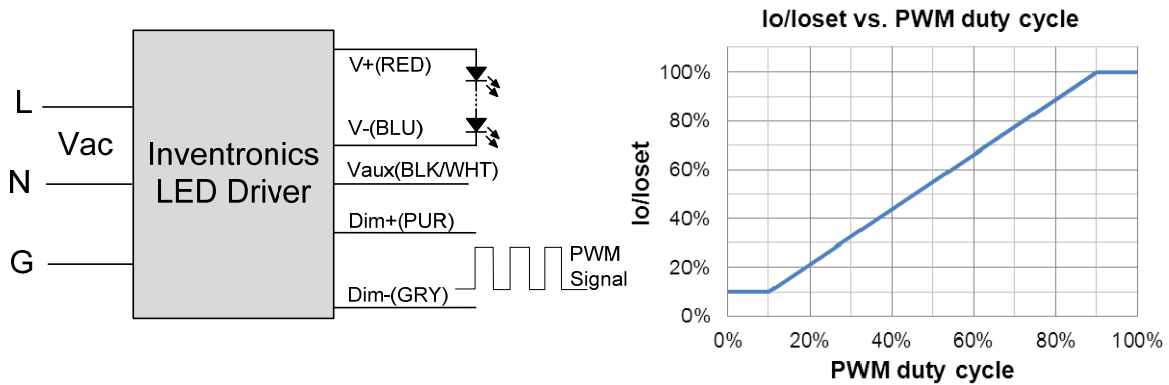 L
Vac
N
G
Inventronics
LED Driver
V+(RED)
V-(BLU)
Vaux(BLK/WHT)
Dim+(PUR)
Dim-(GRY)
PWM
Signal
Io/Ioset vs. PWM duty cycle
Io/Ioset
100%
80%
60%
40%
20%
0%
0% 20% 40% 60% 80% 100%
PWM duty cycle